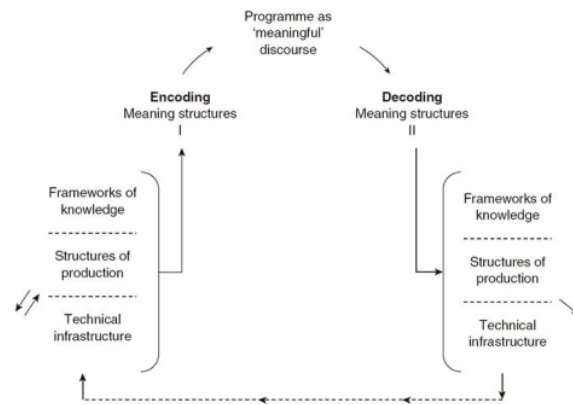 Programme as
‘meaningful’
discourse
Encoding
Meaning structures
I
Decoding
Meaning structures
II
Frameworks of
knowledge
Structures of
production
Technical
infrastructure
Frameworks of
knowledge
Structures of
production
Technical
infrastructure